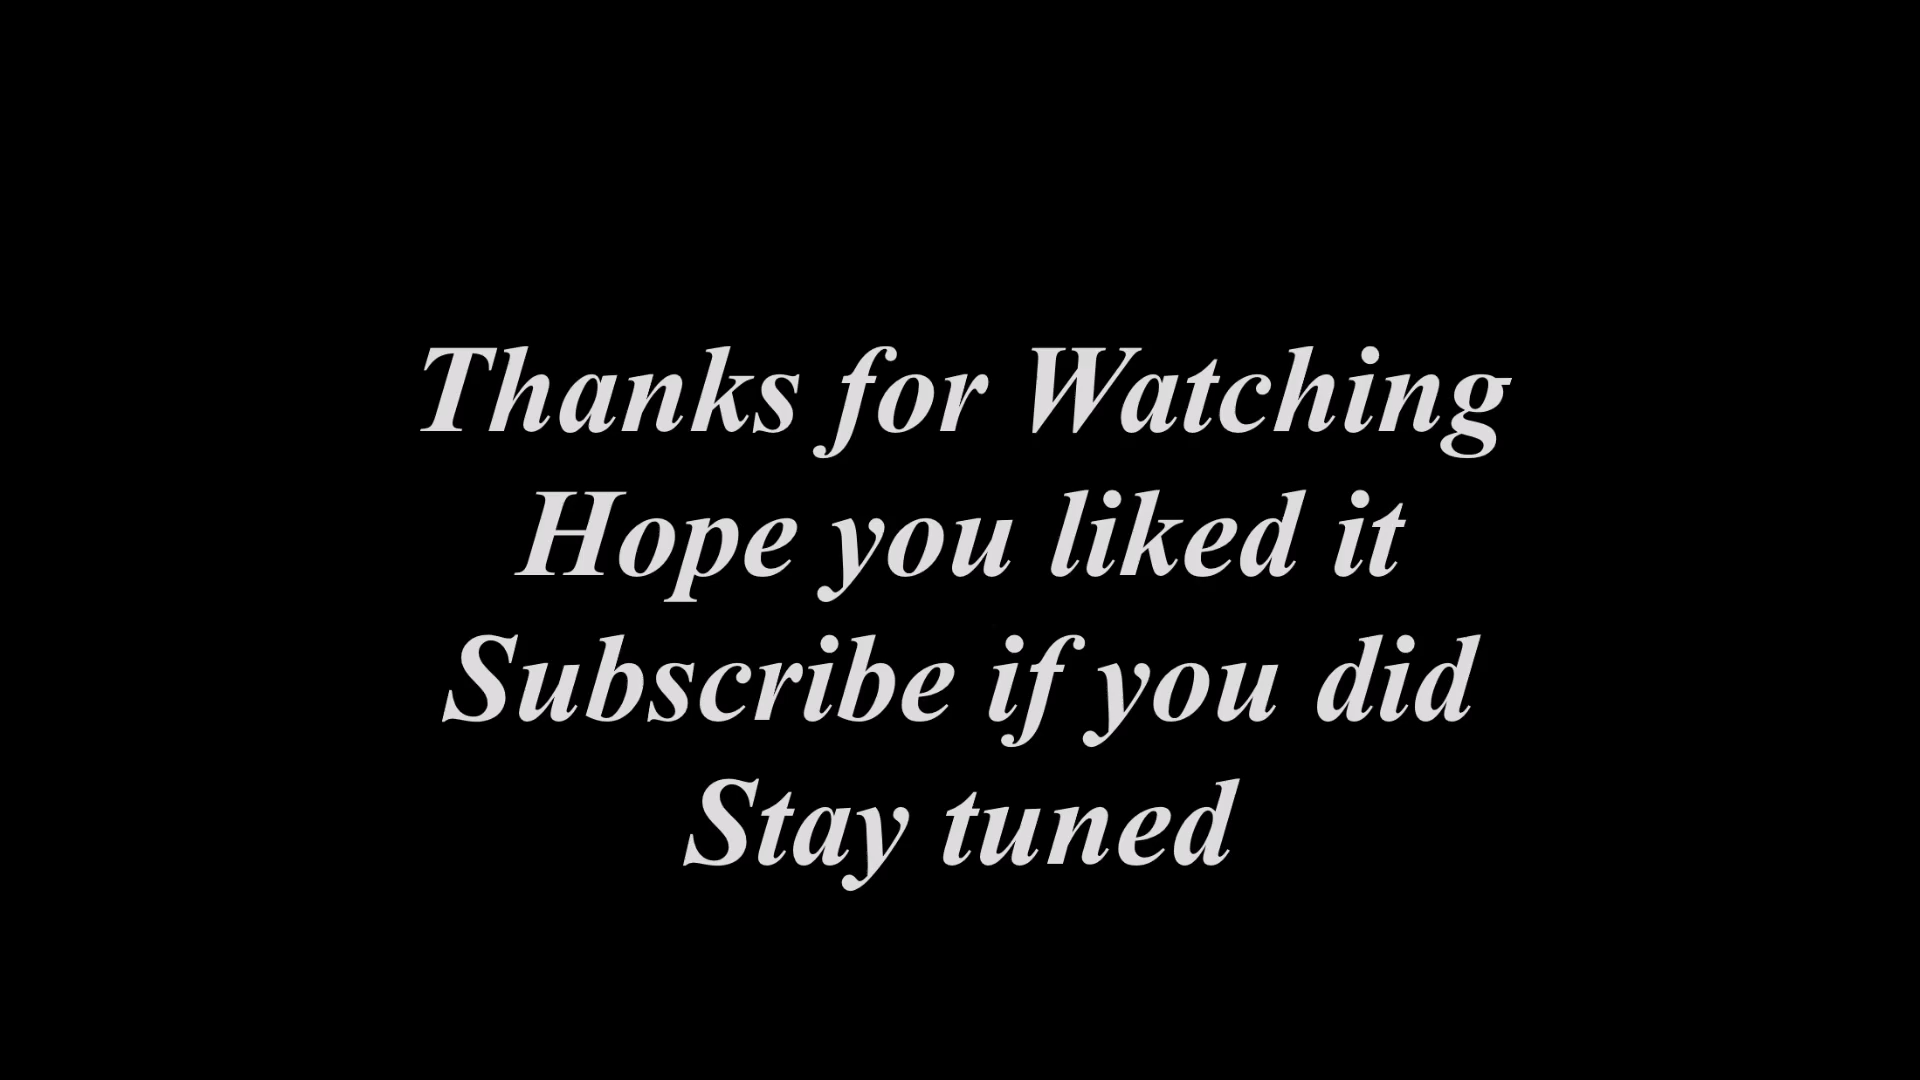 Thanks for Watching
Hope you liked it
Subscribe if you did
Stay tuned